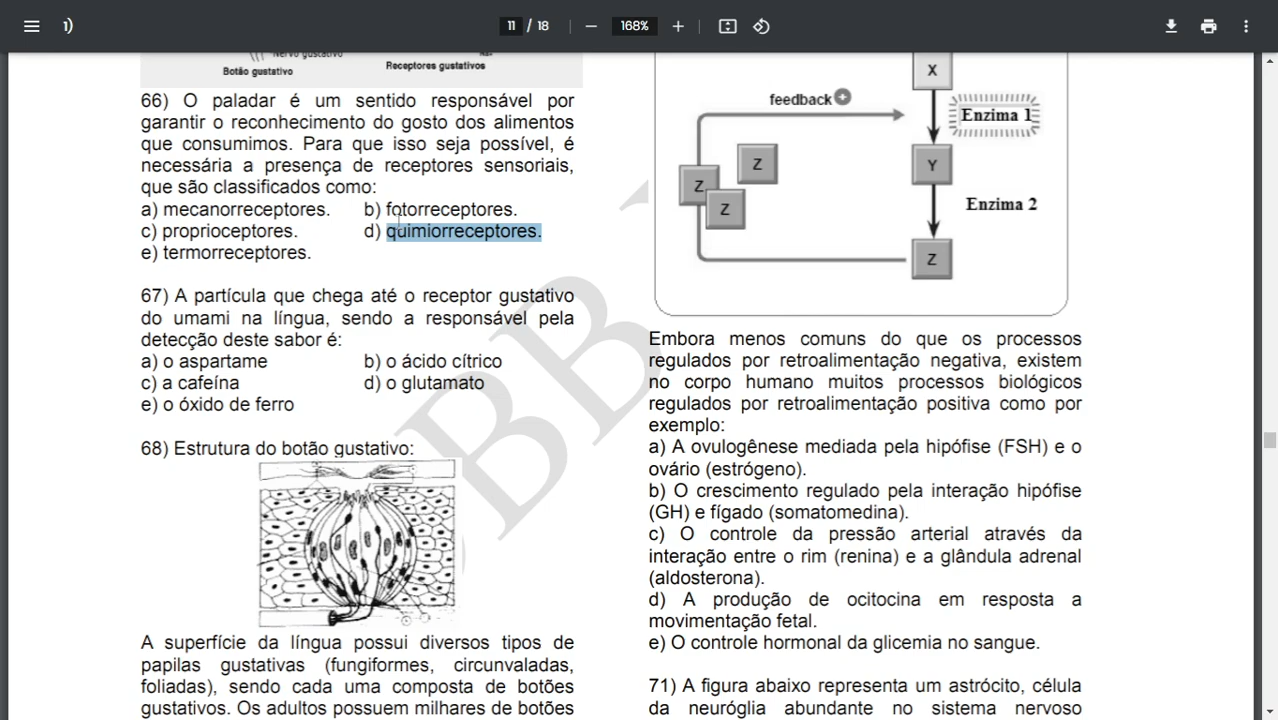 1)
11 / 18
168%
Nervo gustativo
Na+
Botão gustativo
Receptores gustativos
66) O paladar é um sentido responsável por
garantir o reconhecimento do gosto dos alimentos
que consumimos. Para que isso seja possível, é
necessária a presença de receptores sensoriais,
que são classificados como:
a) mecanorreceptores. b) fotorreceptores.
c) proprioceptores. d) quimiorreceptores.
e) termorreceptores.
67) A partícula que chega até o receptor gustativo
do umami na língua, sendo a responsável pela
detecção deste sabor é:
a) o aspartame b) o ácido cítrico
c) a cafeína d) o glutamato
e) o óxido de ferro
68) Estrutura do botão gustativo:
A superfície da língua possui diversos tipos de
papilas gustativas (fungiformes, circunvaladas,
foliadas), sendo cada uma composta de botões
gustativos. Os adultos possuem milhares de botões
X
feedback +
Enzima 1
Z
Y
Z
Z
Enzima 2
Z
Embora menos comuns do que os processos
regulados por retroalimentação negativa, existem
no corpo humano muitos processos biológicos
regulados por retroalimentação positiva como por
exemplo:
a) A ovulogênese mediada pela hipófise (FSH) e o
ovário (estrógeno).
b) O crescimento regulado pela interação hipófise
(GH) e fígado (somatomedina).
c) O controle da pressão arterial através da
interação entre o rim (renina) e a glândula adrenal
(aldosterona).
d) A produção de ocitocina em resposta a
movimentação fetal.
e) O controle hormonal da glicemia no sangue.
71) A figura abaixo representa um astrócito, célula
da neuróglia abundante no sistema nervoso